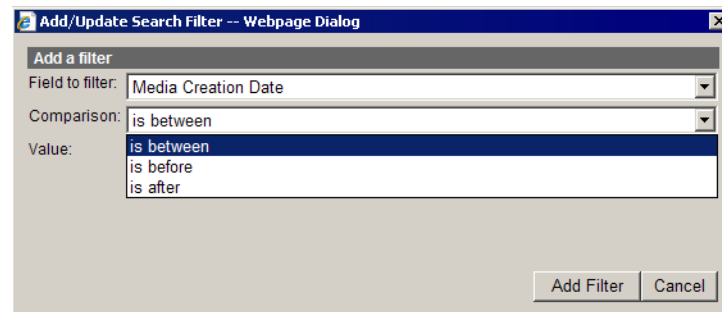 Add/Update Search Filter -- Webpage Dialog
Add a filter
Field to filter: Media Creation Date
Comparison: is between
Value: is between
is before
is after
Add Filter Cancel